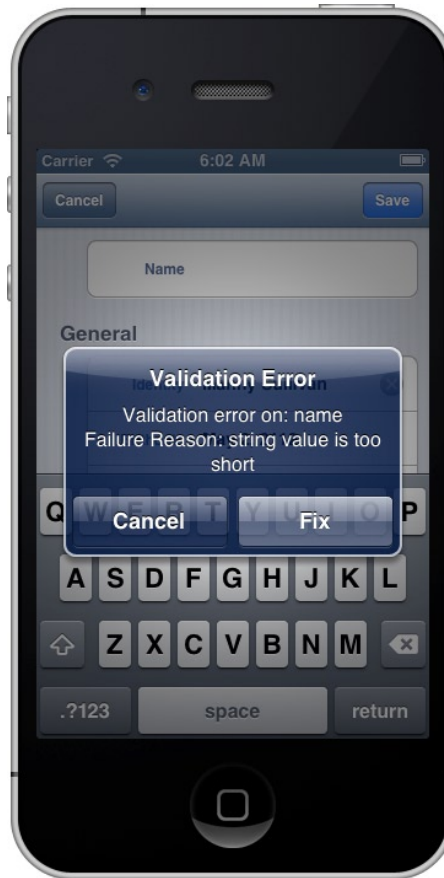 Carrier 6:02 AM
Cancel Save
Name
General
Validation Error
Validation error on: name
Failure Reason: string value is too
short
Cancel Fix
Q W E R T Y U I O P
A S D F G H J K L
Z X C V B N M
.?123 space return